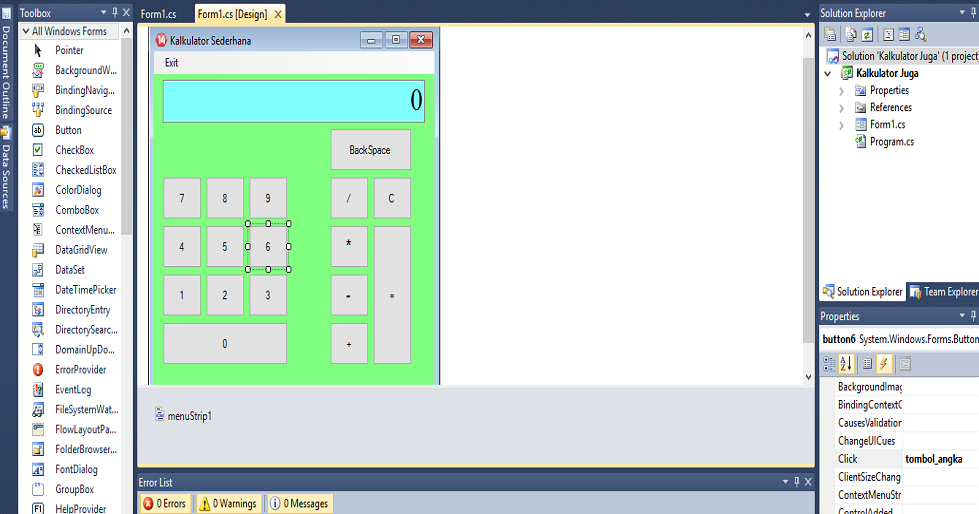 Document Outline
Data Sources
Toolbox
All Windows Forms
Pointer
BackgroundW...
BindingNavig...
BindingSource
Button
CheckBox
CheckedListBox
ColorDialog
ComboBox
ContextMenu...
DataGridView
DataSet
DateTimePicker
DirectoryEntry
DirectorySearc...
DomainUpDo...
ErrorProvider
EventLog
FileSystemWat...
FlowLayoutPa...
FolderBrowser...
FontDialog
GroupBox
HelpProvider
Form1.cs
Form1.cs [Design]
Kalkulator Sederhana
Exit
0
BackSpace
7 8 9 / C
4 5 6 *
1 2 3 - =
0 +
menuStrip1
Error List
0 Errors
0 Warnings
0 Messages
Solution Explorer
Solution 'Kalkulator Juga' (1 project
Kalkulator Juga
Properties
References
Form1.cs
Program.cs
Solution Explorer
Team Explorer
Properties
button6 System.Windows.Forms.Button
BackgroundImag
BindingContextC
CausesValidation
ChangeUICues
Click tombol_angka
ClientSizeChang
ContextMenuStr
ControlAdded